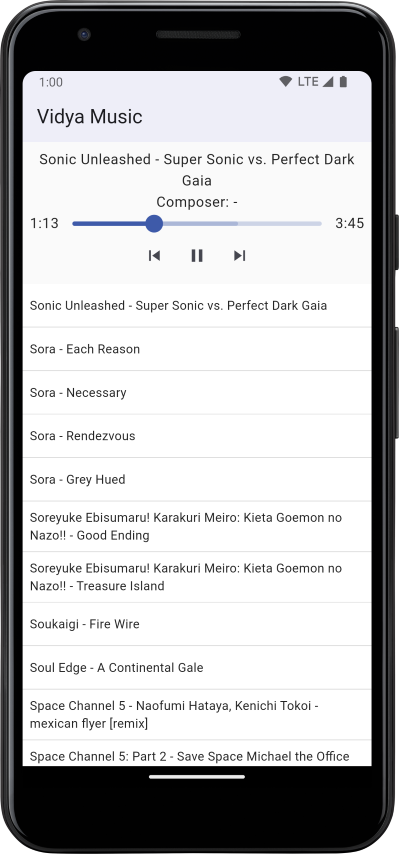 1:00
LTE
Vidya Music
Sonic Unleashed - Super Sonic vs. Perfect Dark
Gaia
Composer: -
1:13
3:45
Sonic Unleashed - Super Sonic vs. Perfect Dark Gaia
Sora - Each Reason
Sora - Necessary
Sora - Rendezvous
Sora - Grey Hued
Soreyuke Ebisumaru! Karakuri Meiro: Kieta Goemon no
Nazo!! - Good Ending
Soreyuke Ebisumaru! Karakuri Meiro: Kieta Goemon no
Nazo!! - Treasure Island
Soukaigi - Fire Wire
Soul Edge - A Continental Gale
Space Channel 5 - Naofumi Hataya, Kenichi Tokoi -
mexican flyer [remix]
Space Channel 5: Part 2 - Save Space Michael the Office